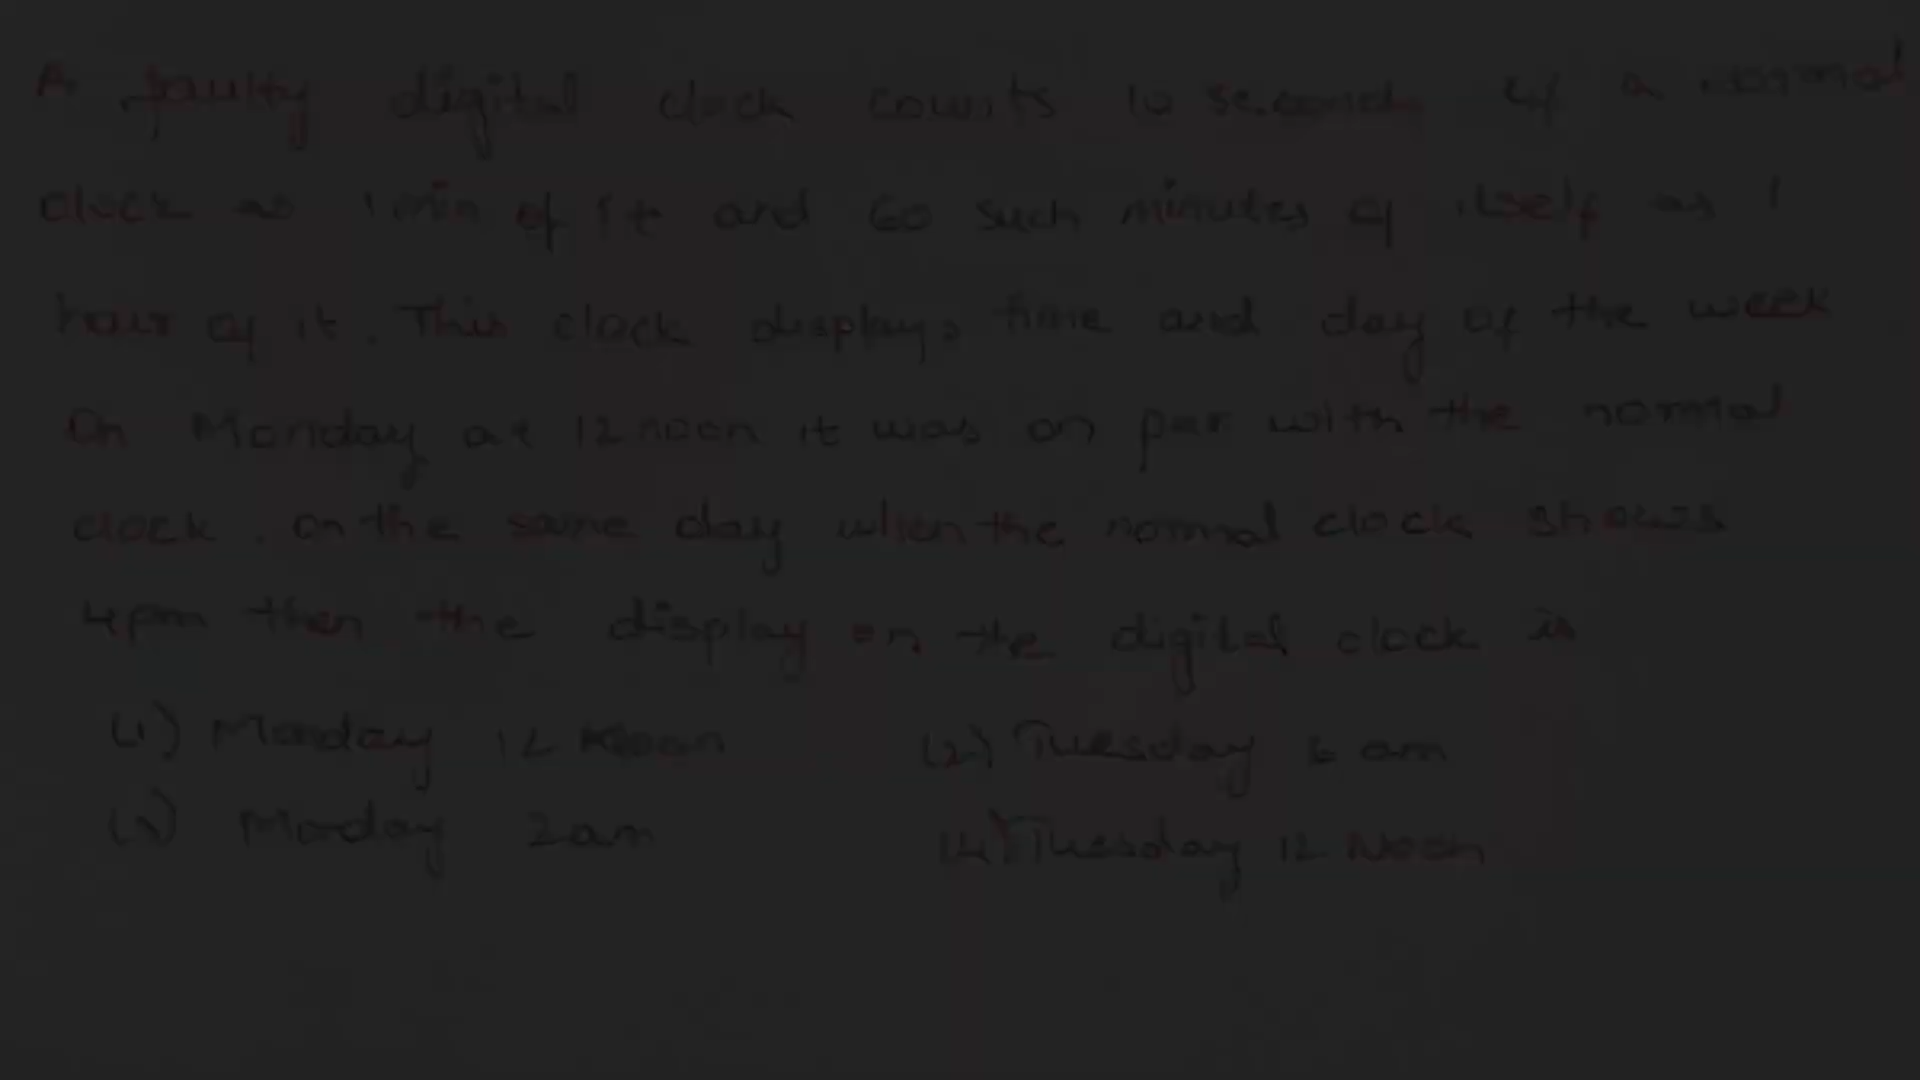 A faulty digital clock counts 10 second of a normal
clock as 1 min of it and 60 such minutes of itself as 1
hour of it. This clock displays time and day of the week
On Monday at 12 noon it was on par with the normal
clock. on the same day when the normal clock shows
4pm then the display on the digital clock is
(1) Monday 12 Noon (2) Tuesday am
(3) Monday 2am (4) Tuesday 12 Noon